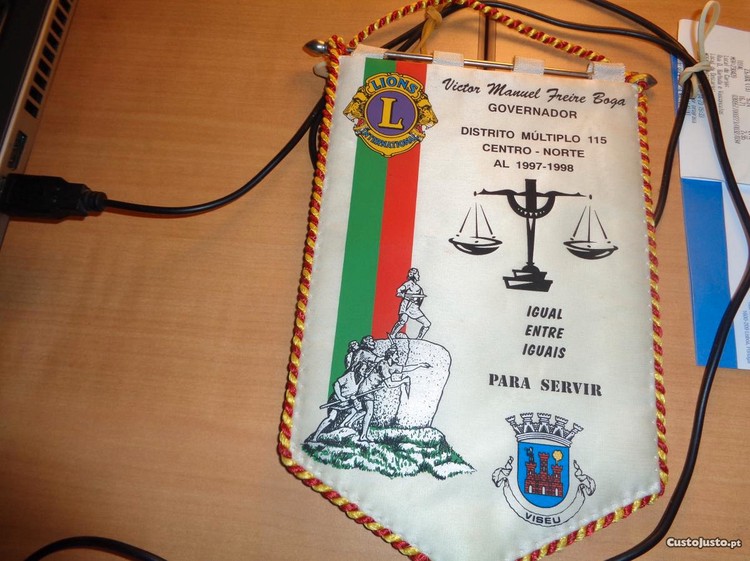 LIONS
L
INTERNATIONAL
Victor Manuel Freire Boga
GOVERNADOR
DISTRITO MÚLTIPLO 115
CENTRO - NORTE
AL 1997-1998
IGUAL
ENTRE
IGUAIS
PARA SERVIR
VISEU
CustoJusto.pt